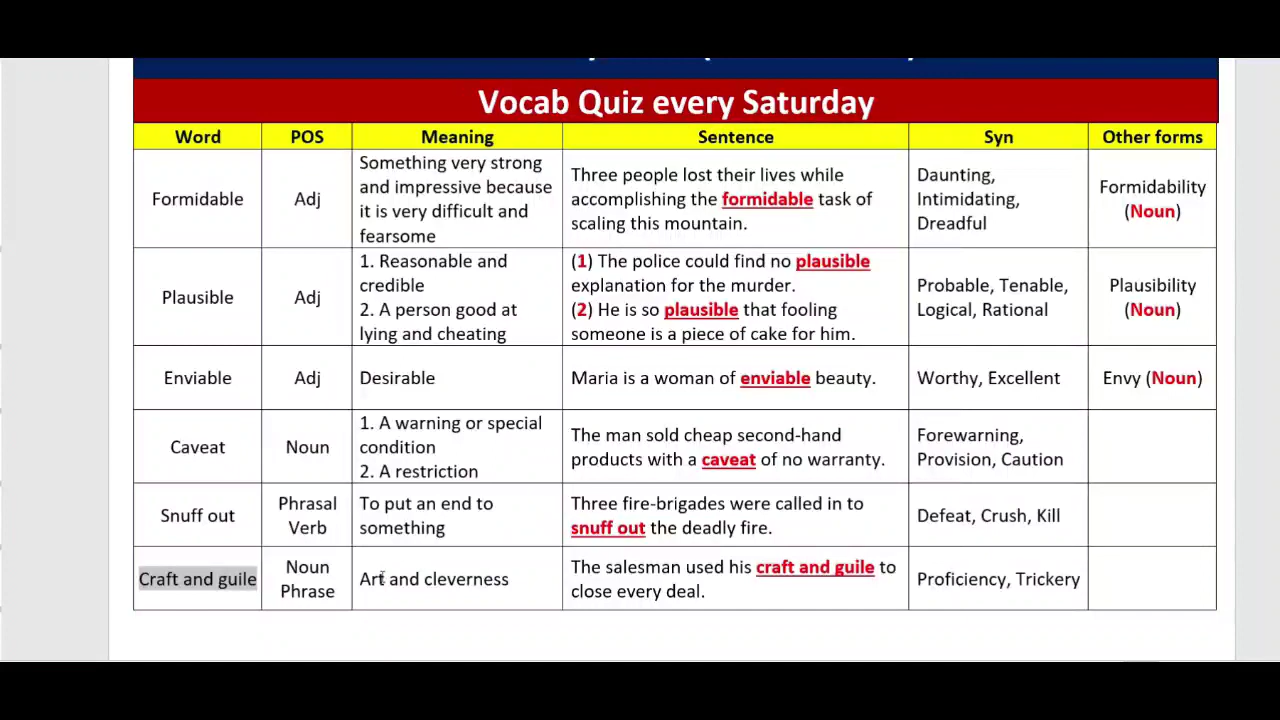 Vocab Quiz every Saturday
Word POS Meaning Sentence Syn Other forms
Formidable
Adj
Something very strong
and impressive because
it is very difficult and
fearsome
Three people lost their lives while
accomplishing the formidable task of
scaling this mountain.
Daunting,
Intimidating,
Dreadful
Formidability
(Noun)
Plausible
Adj
1. Reasonable and
credible
2. A person good at
lying and cheating
(1) The police could find no plausible
explanation for the murder.
(2) He is so plausible that fooling
someone is a piece of cake for him.
Probable, Tenable,
Logical, Rational
Plausibility
(Noun)
Enviable
Adj
Desirable
Maria is a woman of enviable beauty.
Worthy, Excellent
Envy (Noun)
Caveat
Noun
1. A warning or special
condition
2. A restriction
The man sold cheap second-hand
products with a caveat of no warranty.
Forewarning,
Provision, Caution
Snuff out
Phrasal
Verb
To put an end to
something
Three fire-brigades were called in to
snuff out the deadly fire.
Defeat, Crush, Kill
Craft and guile
Noun
Phrase
Art and cleverness
The salesman used his craft and guile to
close every deal.
Proficiency, Trickery